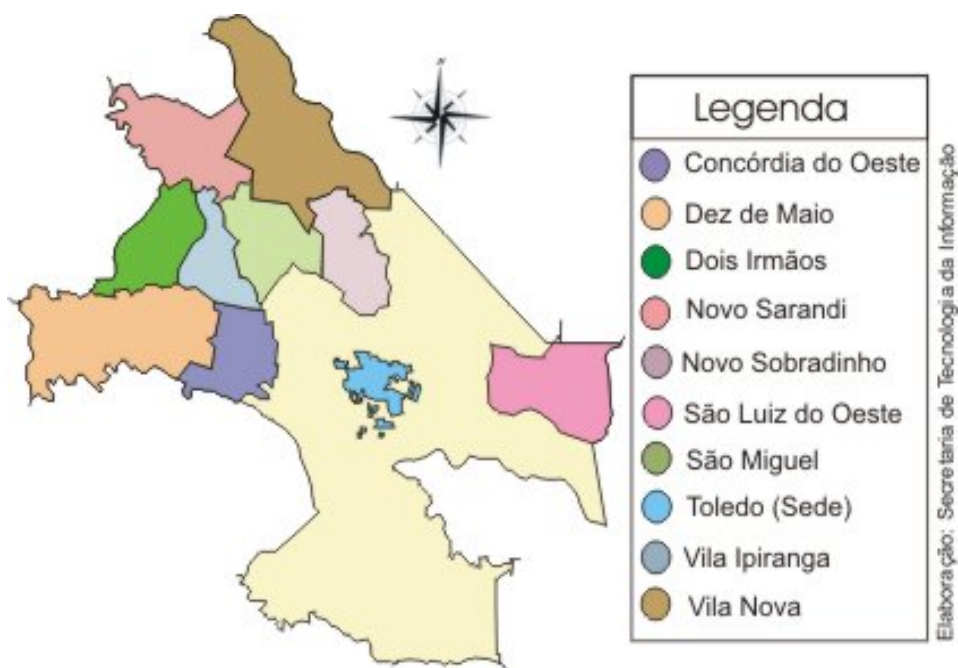 N
Legenda
Concórdia do Oeste
Dez de Maio
Dois Irmãos
Novo Sarandi
Novo Sobradinho
São Luiz do Oeste
São Miguel
Toledo (Sede)
Vila Ipiranga
Vila Nova
Elaboração: Secretaria de Tecnologia da Informação